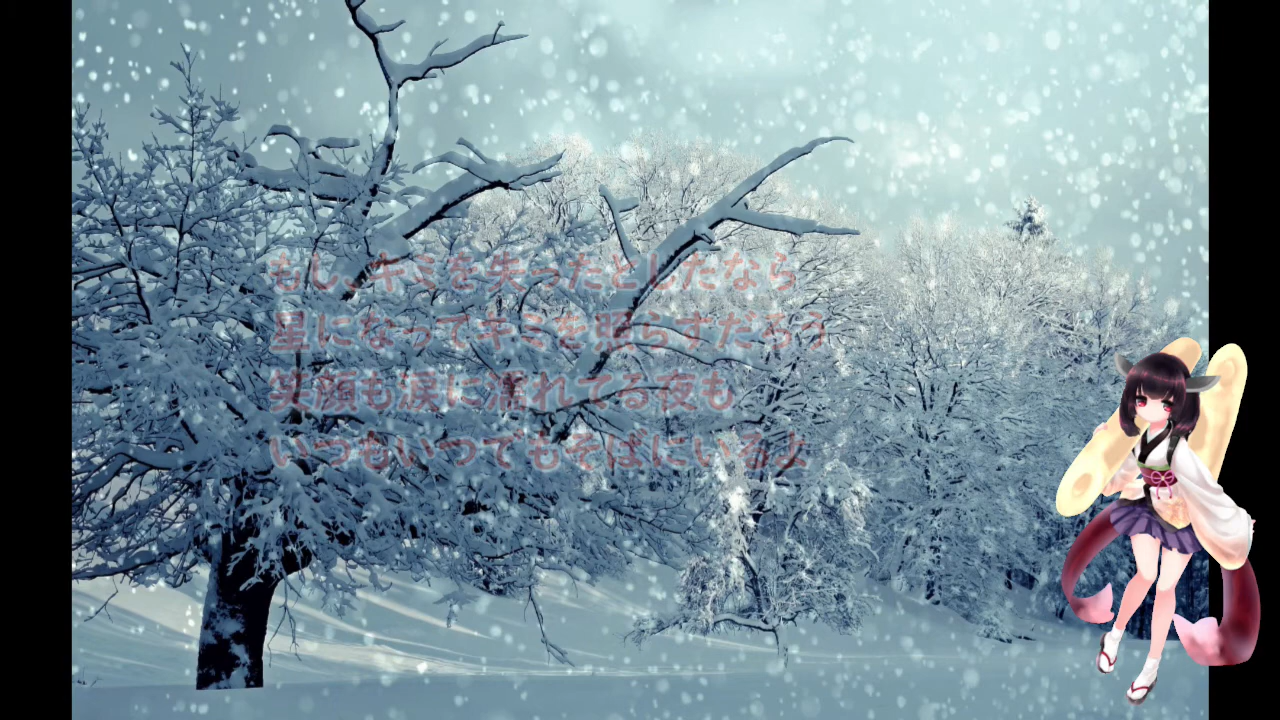 もし、キミを失ったとしたなら
星になってキミを照らすだろう
笑顔も涙に濡れてる夜も
いつもいつでもそばにいるよ